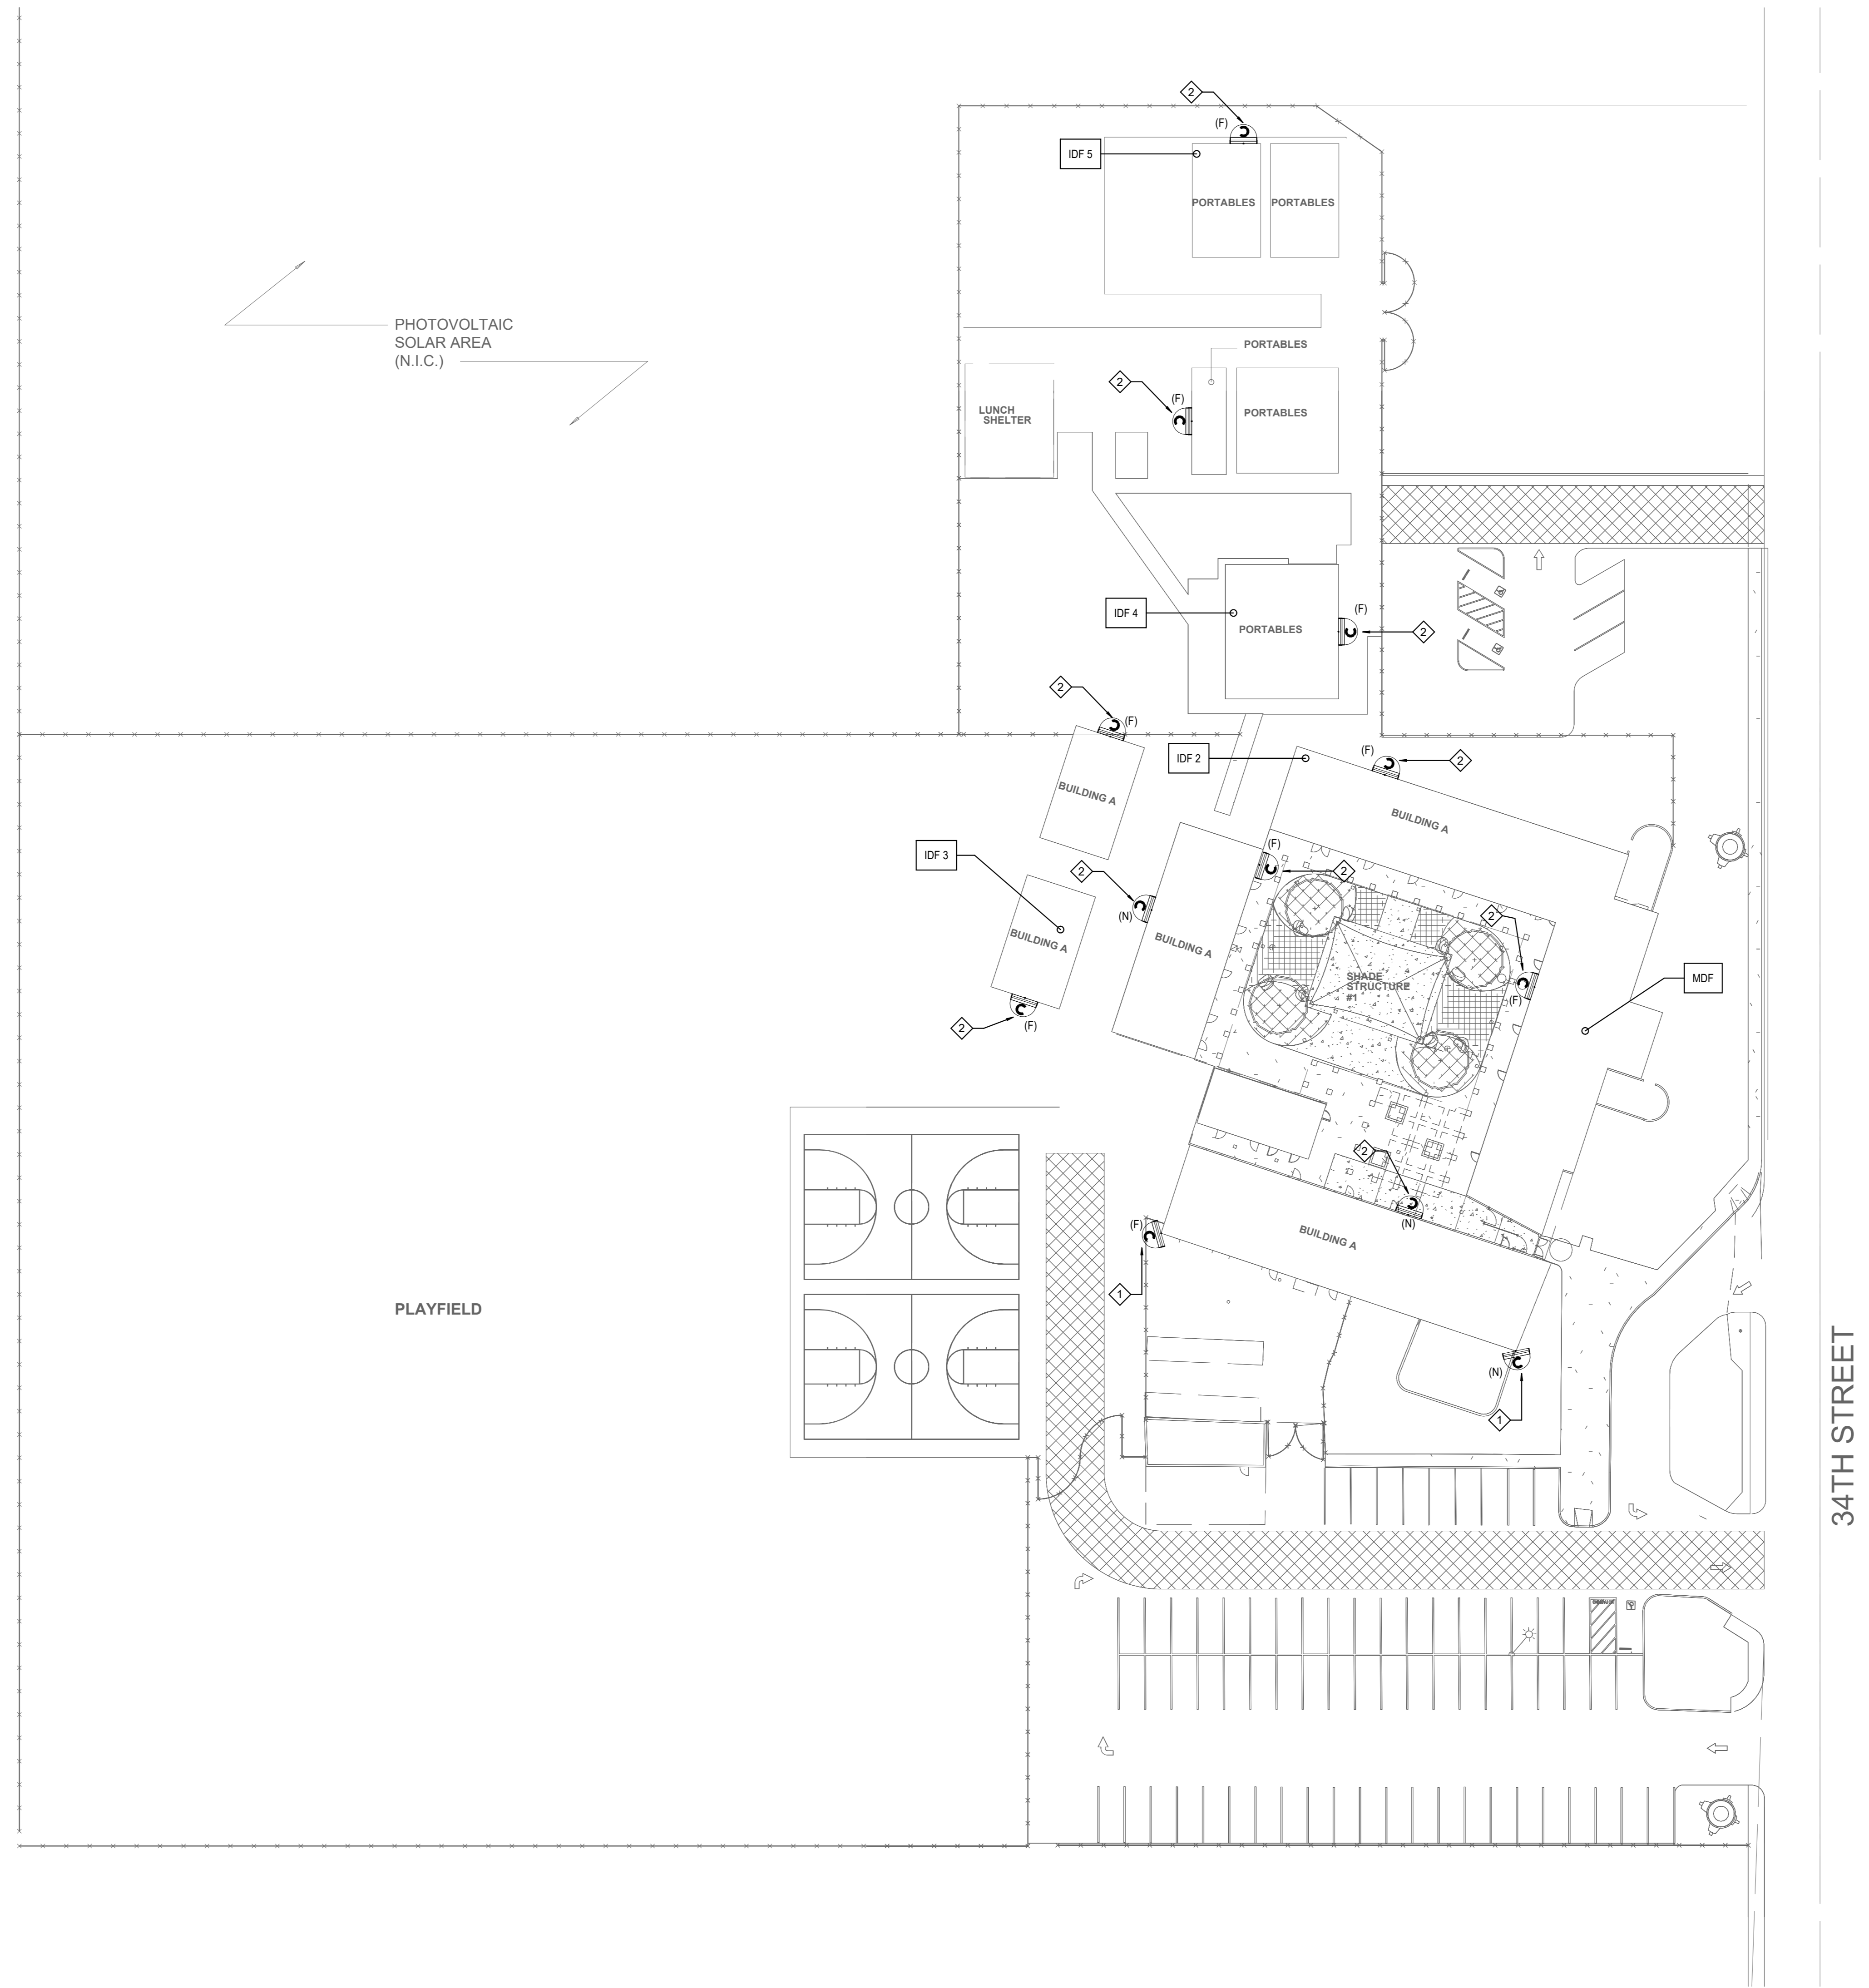 2
(F)
C
IDF 5
PORTABLES
PORTABLES
PHOTOVOLTAIC
SOLAR AREA
(N.I.C.)
PORTABLES
2
(F)
C
LUNCH
SHELTER
PORTABLES
IDF 4
PORTABLES
(F)
C
2
2
C
(F)
IDF 2
(F)
C
2
BUILDING A
BUILDING A
IDF 3
2
(F)
C
2
C
(N)
2
C
(F)
BUILDING A
BUILDING A
SHADE
STRUCTURE
#1
MDF
C
(F)
2
2
C
(N)
(F)
C
BUILDING A
1
PLAYFIELD
(N)
C
1
34TH STREET